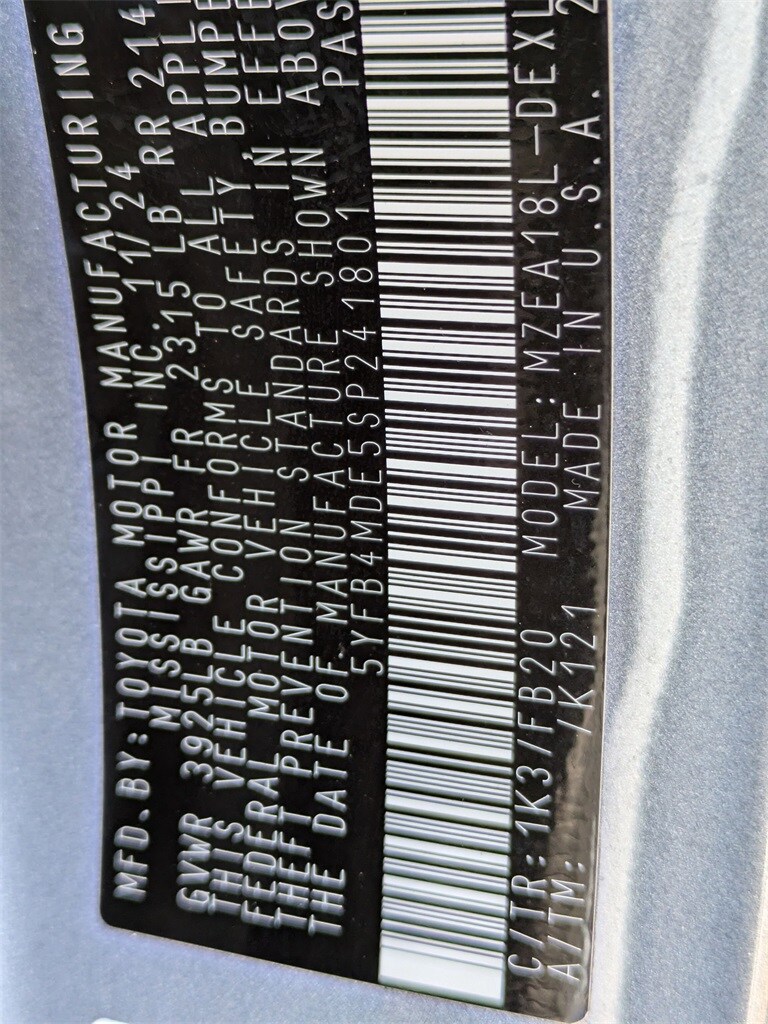 MFD.BY:TOYOTA MOTOR MANUFACTURING
MISSISSIPPI INC. 11/24
GVWR 3925LB GAWR FR 2315 LB RR 214
THIS VEHICLE CONFORMS TO ALL APPLI
FEDERAL MOTOR VEHICLE SAFETY BUMPE
THEFT PREVENTION STANDARDS IN EFFE
THE DATE OF MANUFACTURE SHOWN ABOV
5YFB4MDE5SP241801 PAS
C/TR:1K3/FB20 MODEL:MZEA18L-DEXL
A/TM: /K121 MADE IN U.S.A. 2